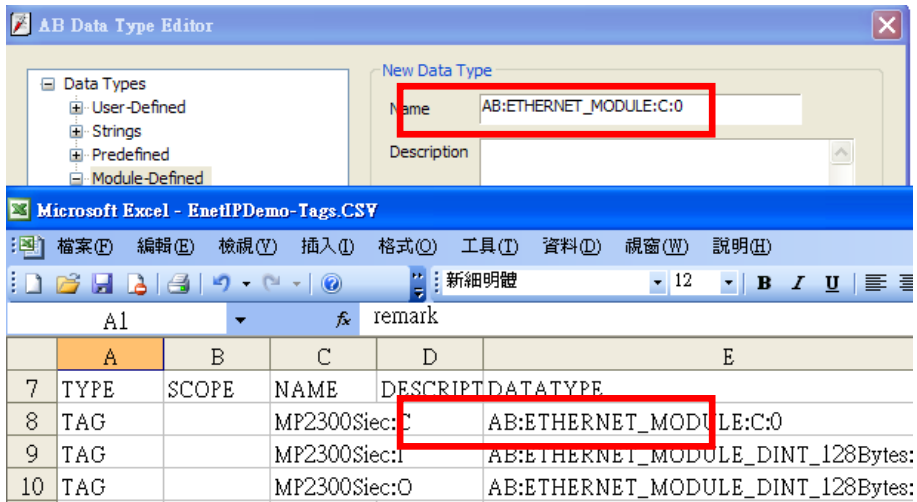 AB Data Type Editor
Data Types
User-Defined
Strings
Predefined
Module-Defined
New Data Type
Name AB:ETHERNET_MODULE:C:0
Description
Microsoft Excel - EnetIPDemo-Tags.CSV
檔案(F) 編輯(E) 檢視(V) 插入(I) 格式(O) 工具(T) 資料(D) 視窗(W) 說明(H)
新細明體 12 B I U
A1 fx remark
A B C D E
7 TYPE SCOPE NAME DESCRIPT DATATYPE
8 TAG MP2300Siec:C AB:ETHERNET_MODULE:C:0
9 TAG MP2300Siec:I AB:ETHERNET_MODULE_DINT_128Bytes:
10 TAG MP2300Siec:O AB:ETHERNET_MODULE_DINT_128Bytes: